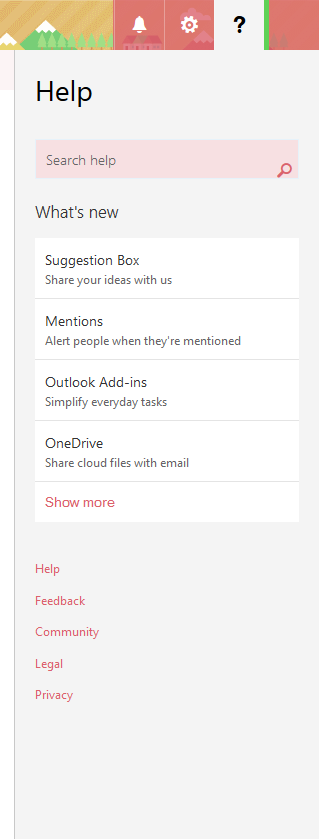 ?
Help
Search help
What's new
Suggestion Box
Share your ideas with us
Mentions
Alert people when they're mentioned
Outlook Add-ins
Simplify everyday tasks
OneDrive
Share cloud files with email
Show more
Help
Feedback
Community
Legal
Privacy